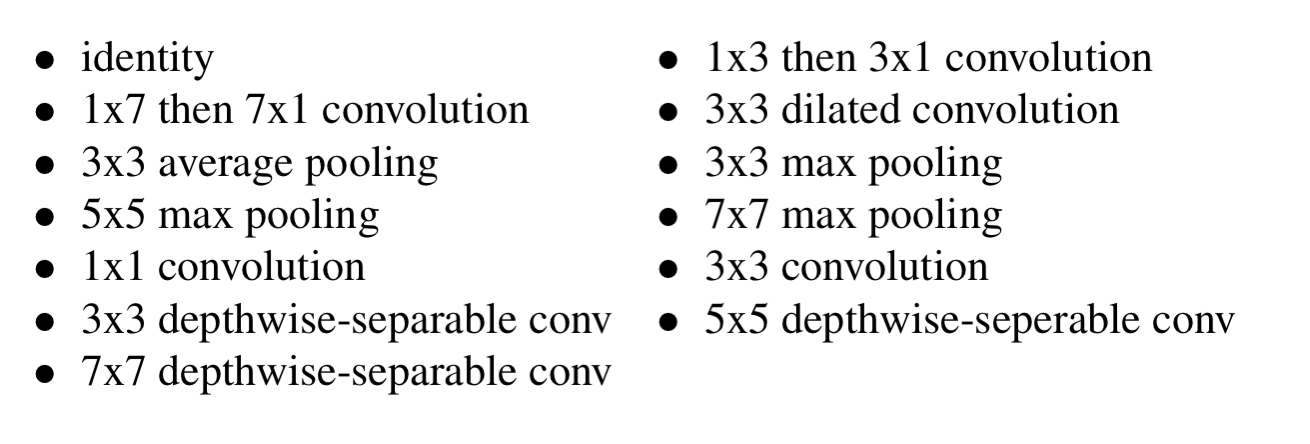 • identity
• 1x7 then 7x1 convolution
• 3x3 average pooling
• 5x5 max pooling
• 1x1 convolution
• 3x3 depthwise-separable conv
• 7x7 depthwise-separable conv
• 1x3 then 3x1 convolution
• 3x3 dilated convolution
• 3x3 max pooling
• 7x7 max pooling
• 3x3 convolution
• 5x5 depthwise-seperable conv